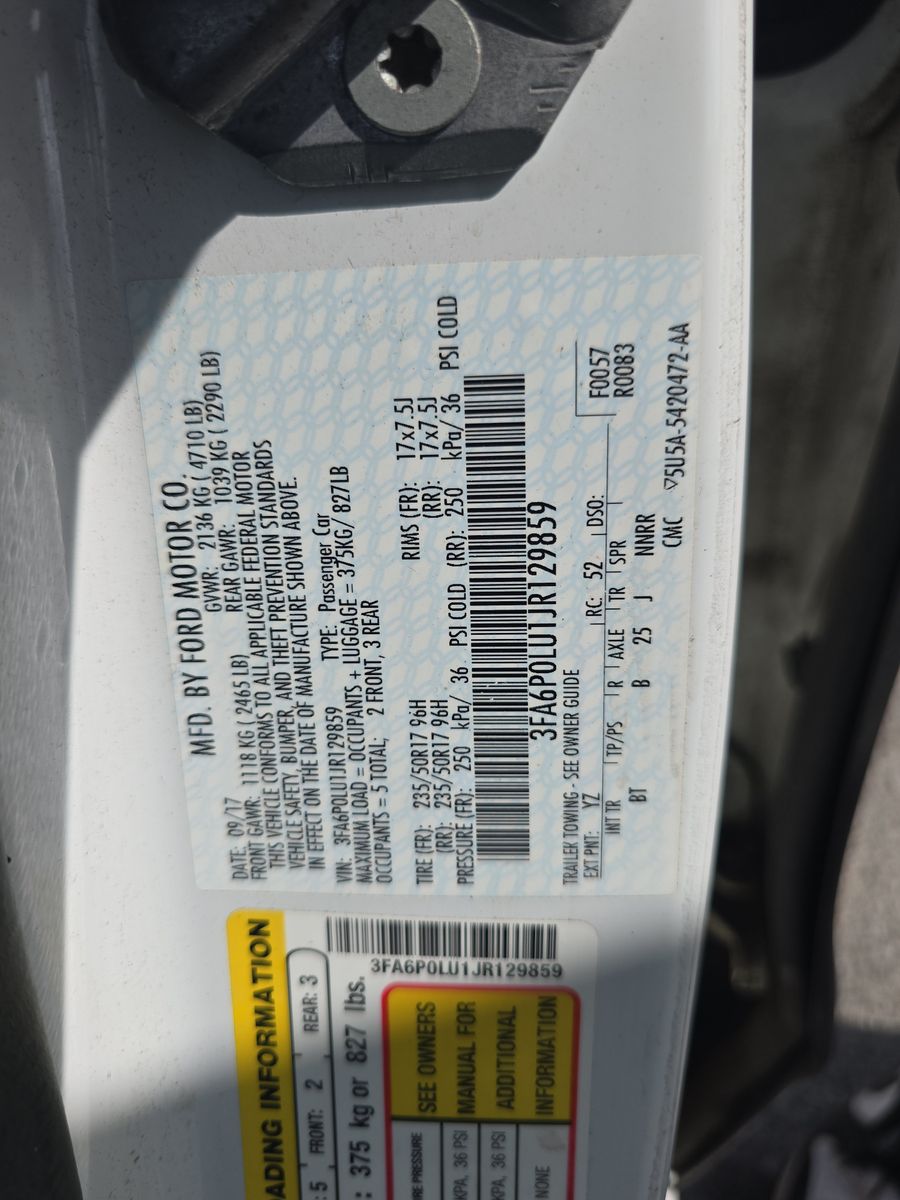 MFD. BY FORD MOTOR CO.
DATE: 09/17 GVWR: 2136 KG ( 4710 LB)
FRONT GAWR: 1118 KG ( 2465 LB) REAR GAWR: 1039 KG ( 2290 LB)
THIS VEHICLE CONFORMS TO ALL APPLICABLE FEDERAL MOTOR
VEHICLE SAFETY, BUMPER, AND THEFT PREVENTION STANDARDS
IN EFFECT ON THE DATE OF MANUFACTURE SHOWN ABOVE.
VIN: 3FA6P0LU1JR129859 TYPE: Passenger Car
MAXIMUM LOAD = OCCUPANTS + LUGGAGE = 375KG/ 827LB
OCCUPANTS = 5 TOTAL, 2 FRONT, 3 REAR
TIRE (FR): 235/50R17 96H RIMS (FR): 17x7.5J
(RR): 235/50R17 96H (RR): 17x7.5J
PRESSURE (FR): 250 kPa/ 36 PSI COLD (RR): 250 kPa/ 36 PSI COLD
3FA6P0LU1JR129859
TRAILER TOWING - SEE OWNER GUIDE F0057
EXT PNT: YZ RC: 52 DSO: R0083
INT TR TP/PS R AXLE TR SPR
BT B 25 J NNRR
CMC ▽5U5A-5420472-AA
ADING INFORMATION
: 5 FRONT: 2 REAR: 3
: 375 kg or 827 lbs.
3FA6P0LU1JR129859
RE PRESSURE
KPA, 36 PSI
KPA, 36 PSI
NONE
SEE OWNERS
MANUAL FOR
ADDITIONAL
INFORMATION